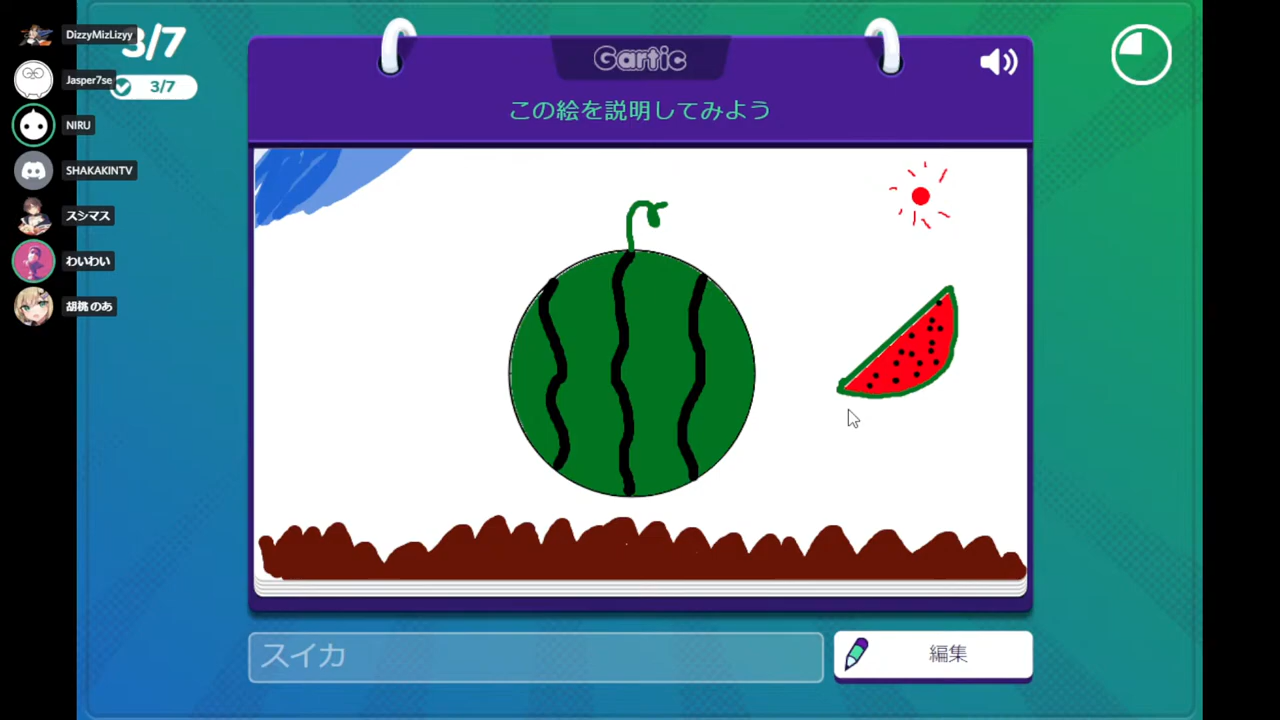 DizzyMizLizyy
3/7
Jasper7se
3/7
NIRU
SHAKAKINTV
スシマス
わいわい
胡桃のあ
Gartic
この絵を説明してみよう
スイカ
編集